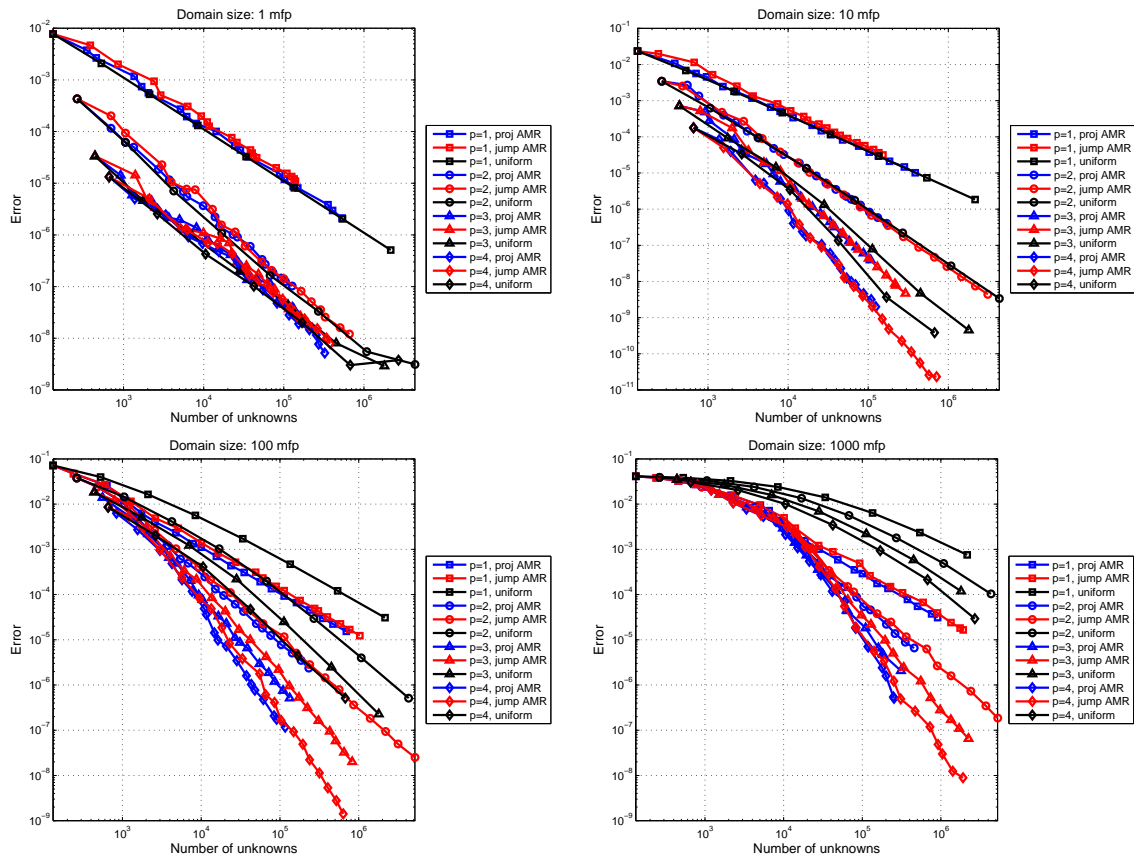 Domain size: 1 mfp
10^-2
10^-3
10^-4
10^-5
10^-6
10^-7
10^-8
10^-9
Error
10^3
10^4
10^5
10^6
Number of unknowns
p=1, proj AMR
p=1, jump AMR
p=1, uniform
p=2, proj AMR
p=2, jump AMR
p=2, uniform
p=3, proj AMR
p=3, jump AMR
p=3, uniform
p=4, proj AMR
p=4, jump AMR
p=4, uniform
Domain size: 10 mfp
10^-1
10^-2
10^-3
10^-4
10^-5
10^-6
10^-7
10^-8
10^-9
10^-10
10^-11
Error
10^3
10^4
10^5
10^6
Number of unknowns
p=1, proj AMR
p=1, jump AMR
p=1, uniform
p=2, proj AMR
p=2, jump AMR
p=2, uniform
p=3, proj AMR
p=3, jump AMR
p=3, uniform
p=4, proj AMR
p=4, jump AMR
p=4, uniform
Domain size: 100 mfp
10^-1
10^-2
10^-3
10^-4
10^-5
10^-6
10^-7
10^-8
10^-9
Error
10^3
10^4
10^5
10^6
Number of unknowns
p=1, proj AMR
p=1, jump AMR
p=1, uniform
p=2, proj AMR
p=2, jump AMR
p=2, uniform
p=3, proj AMR
p=3, jump AMR
p=3, uniform
p=4, proj AMR
p=4, jump AMR
p=4, uniform
Domain size: 1000 mfp
10^-1
10^-2
10^-3
10^-4
10^-5
10^-6
10^-7
10^-8
10^-9
Error
10^3
10^4
10^5
10^6
Number of unknowns
p=1, proj AMR
p=1, jump AMR
p=1, uniform
p=2, proj AMR
p=2, jump AMR
p=2, uniform
p=3, proj AMR
p=3, jump AMR
p=3, uniform
p=4, proj AMR
p=4, jump AMR
p=4, uniform